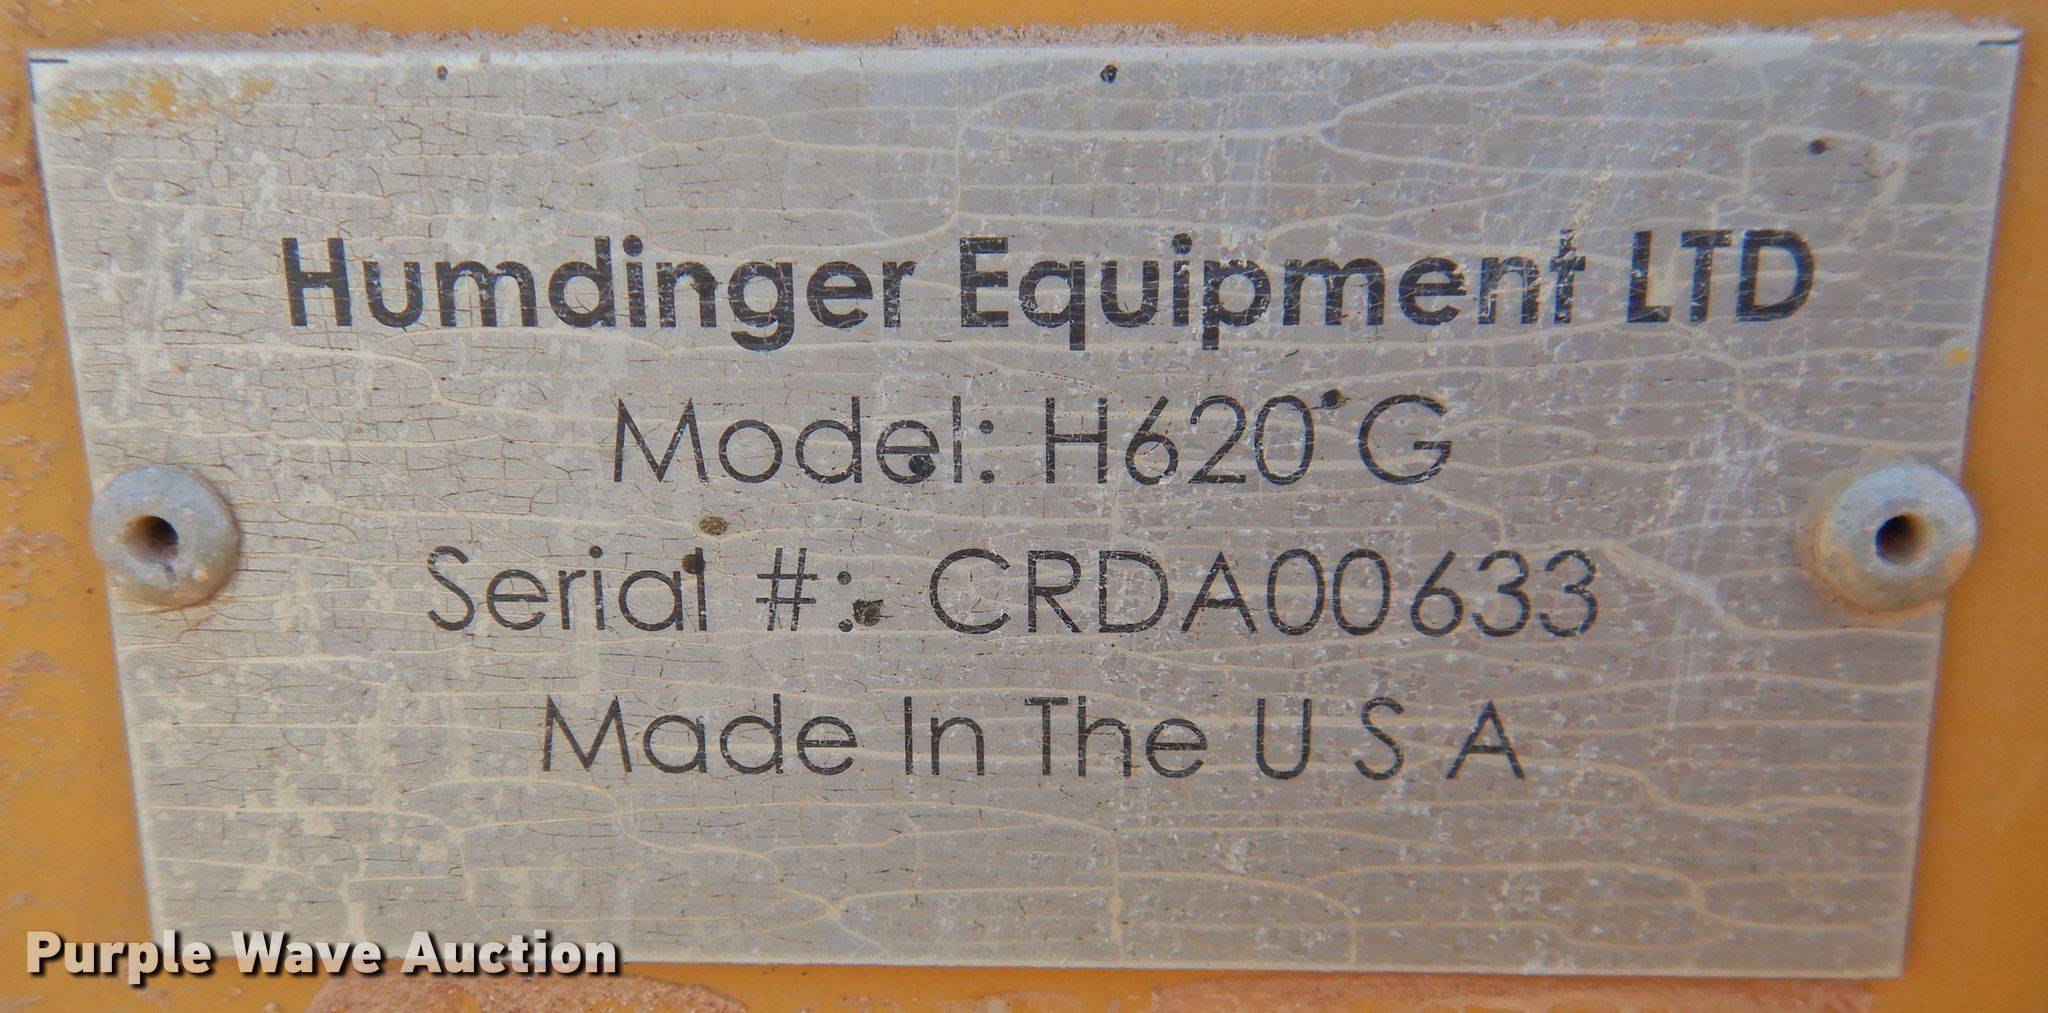 Humdinger Equipment LTD
Model: H620 G
Serial #: CRDA00633
Made In The U S A
Purple Wave Auction